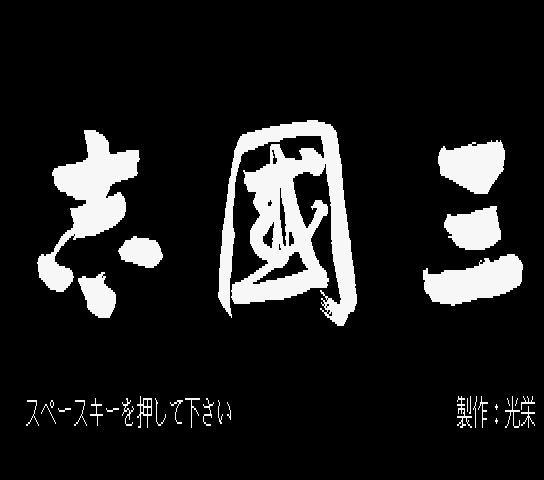 三國志
スペースキーを押して下さい
製作：光栄